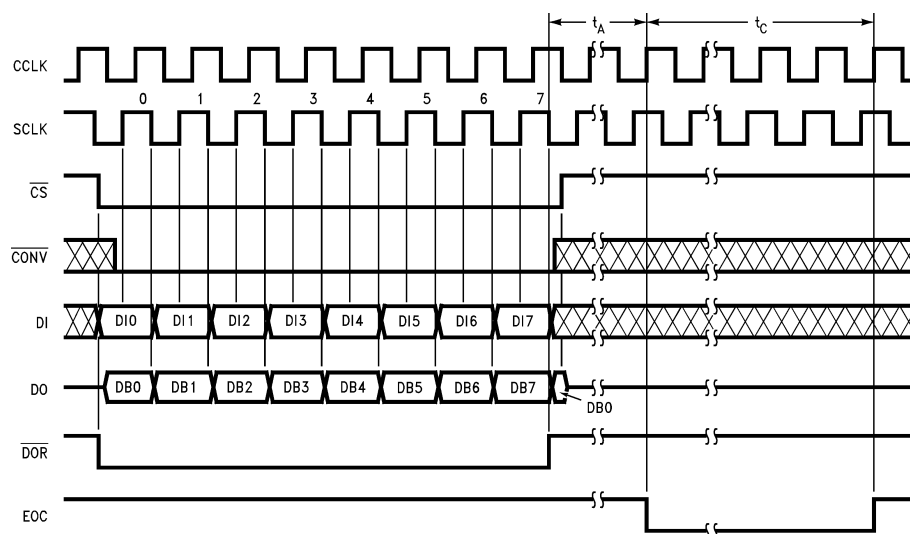 tA tC
CCLK
0 1 2 3 4 5 6 7
SCLK
CS
CONV
DI DI0 DI1 DI2 DI3 DI4 DI5 DI6 DI7
DO DB0 DB1 DB2 DB3 DB4 DB5 DB6 DB7
DB0
DOR
EOC